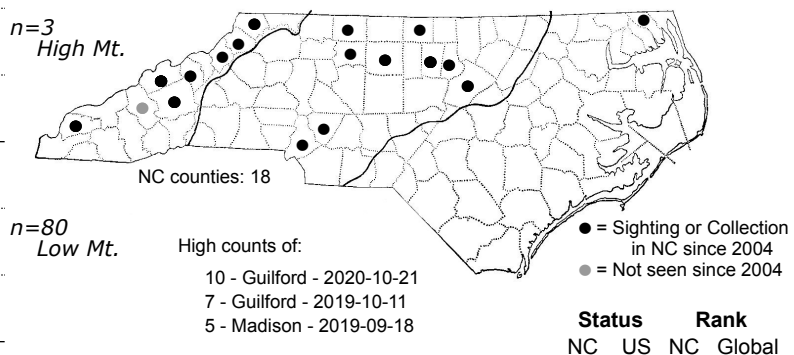 n=3
High Mt.
NC counties: 18
n=80
Low Mt.
High counts of:
10 - Guilford - 2020-10-21
7 - Guilford - 2019-10-11
5 - Madison - 2019-09-18
● = Sighting or Collection
in NC since 2004
● = Not seen since 2004
Status Rank
NC US NC Global